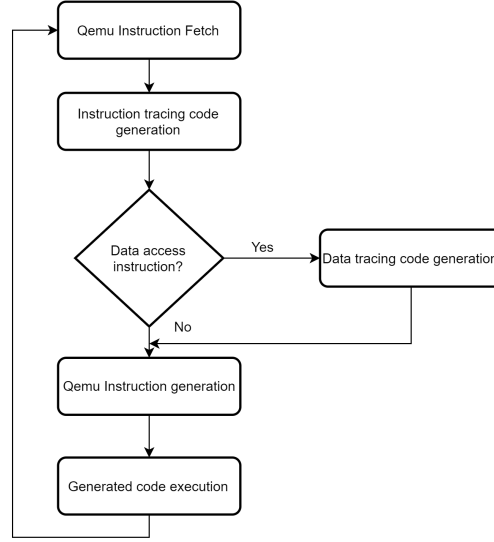 Qemu Instruction Fetch
Instruction tracing code
generation
Data access
instruction?
Yes
Data tracing code generation
No
Qemu Instruction generation
Generated code execution